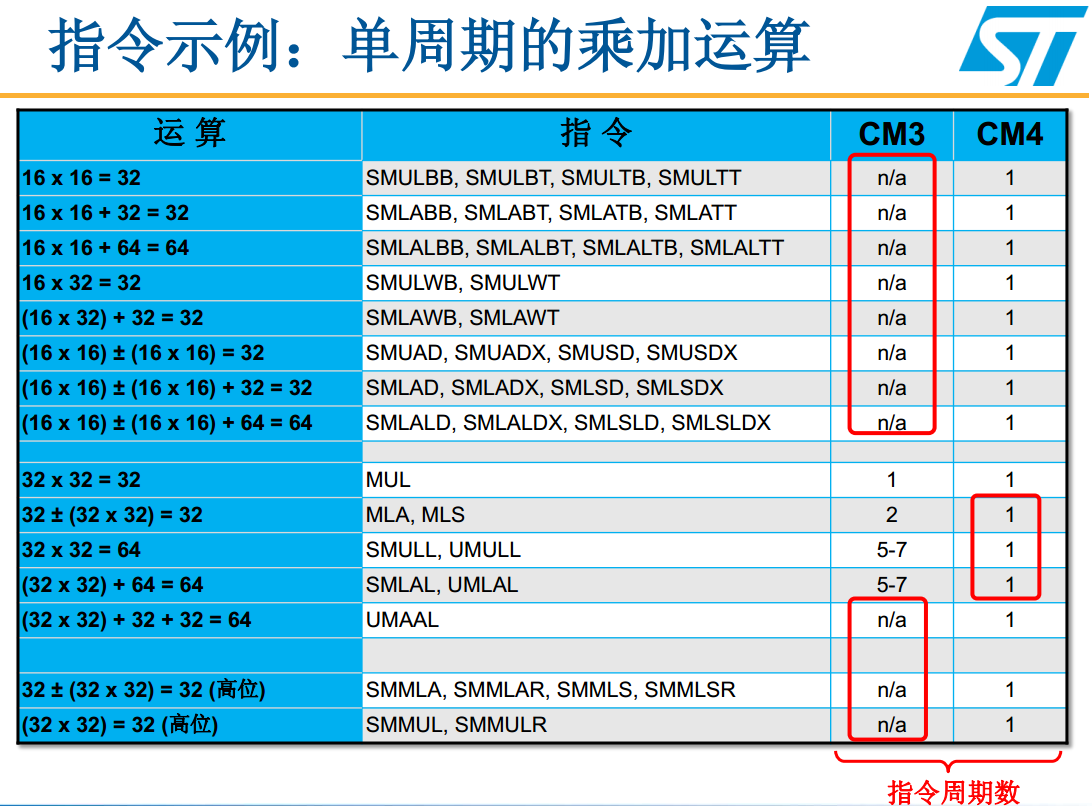 指令示例：单周期的乘加运算
ST
运 算 指 令 CM3 CM4
16 x 16 = 32 SMULBB, SMULBT, SMULTB, SMULTT n/a 1
16 x 16 + 32 = 32 SMLABB, SMLABT, SMLATB, SMLATT n/a 1
16 x 16 + 64 = 64 SMLALBB, SMLALBT, SMLALTB, SMLALTT n/a 1
16 x 32 = 32 SMULWB, SMULWT n/a 1
(16 x 32) + 32 = 32 SMLAWB, SMLAWT n/a 1
(16 x 16) ± (16 x 16) = 32 SMUAD, SMUADX, SMUSD, SMUSDX n/a 1
(16 x 16) ± (16 x 16) + 32 = 32 SMLAD, SMLADX, SMLSD, SMLSDX n/a 1
(16 x 16) ± (16 x 16) + 64 = 64 SMLALD, SMLALDX, SMLSLD, SMLSLDX n/a 1
32 x 32 = 32 MUL 1 1
32 ± (32 x 32) = 32 MLA, MLS 2 1
32 x 32 = 64 SMULL, UMULL 5-7 1
(32 x 32) + 64 = 64 SMLAL, UMLAL 5-7 1
(32 x 32) + 32 + 32 = 64 UMAAL n/a 1
32 ± (32 x 32) = 32 (高位) SMMLA, SMMLAR, SMMLS, SMMLSR n/a 1
(32 x 32) = 32 (高位) SMMUL, SMMULR n/a 1
指令周期数